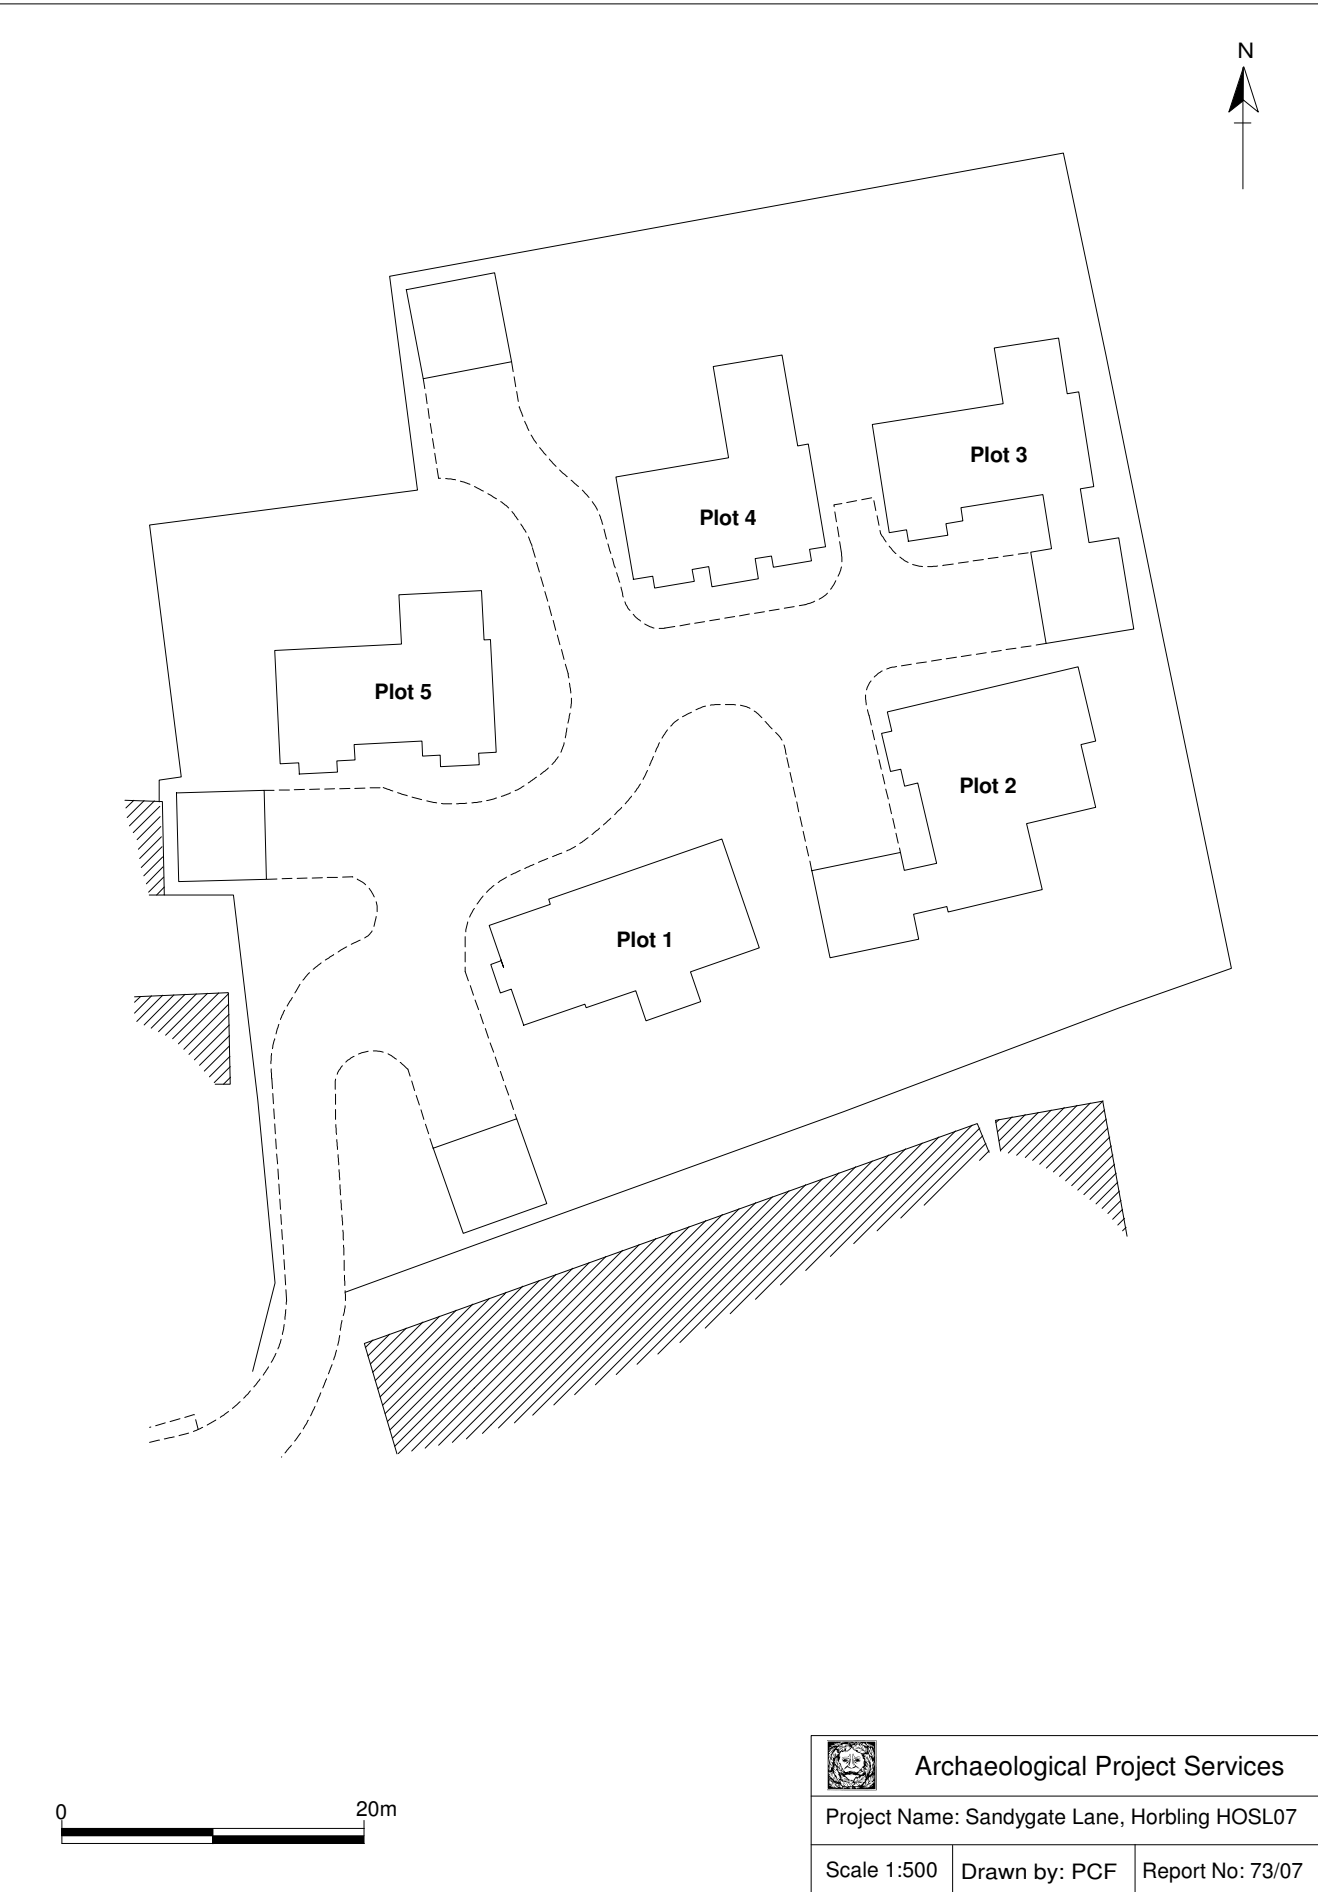 N
Plot 3
Plot 4
Plot 5
Plot 2
Plot 1
0 20m
Archaeological Project Services
Project Name: Sandygate Lane, Horbling HOSL07
Scale 1:500 Drawn by: PCF Report No: 73/07